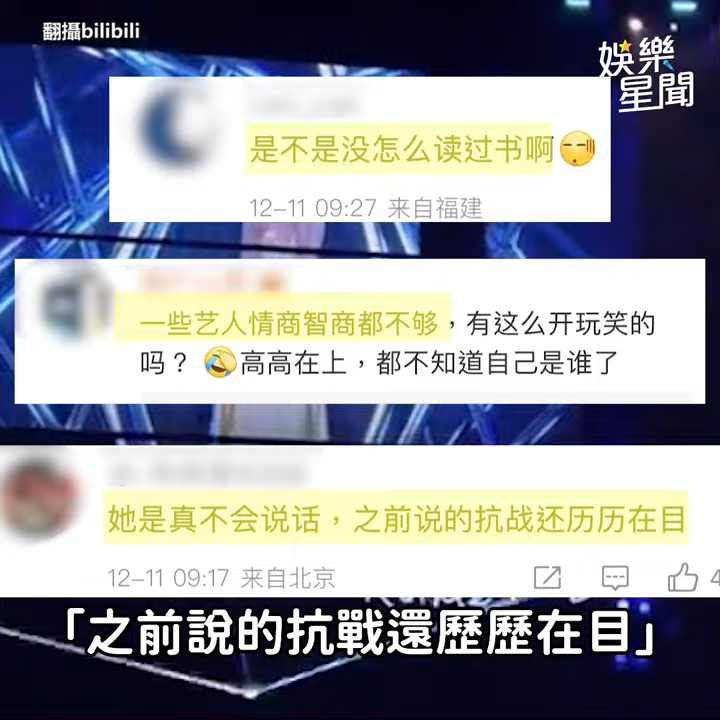 翻攝bilibili
娛樂
星聞
是不是没怎么读过书啊
12-11 09:27 来自福建
一些艺人情商智商都不够，有这么开玩笑的
吗？高高在上，都不知道自己是谁了
她是真不会说话，之前说的抗战还历历在目
12-11 09:17 来自北京
4
「之前說的抗戰還歷歷在目」